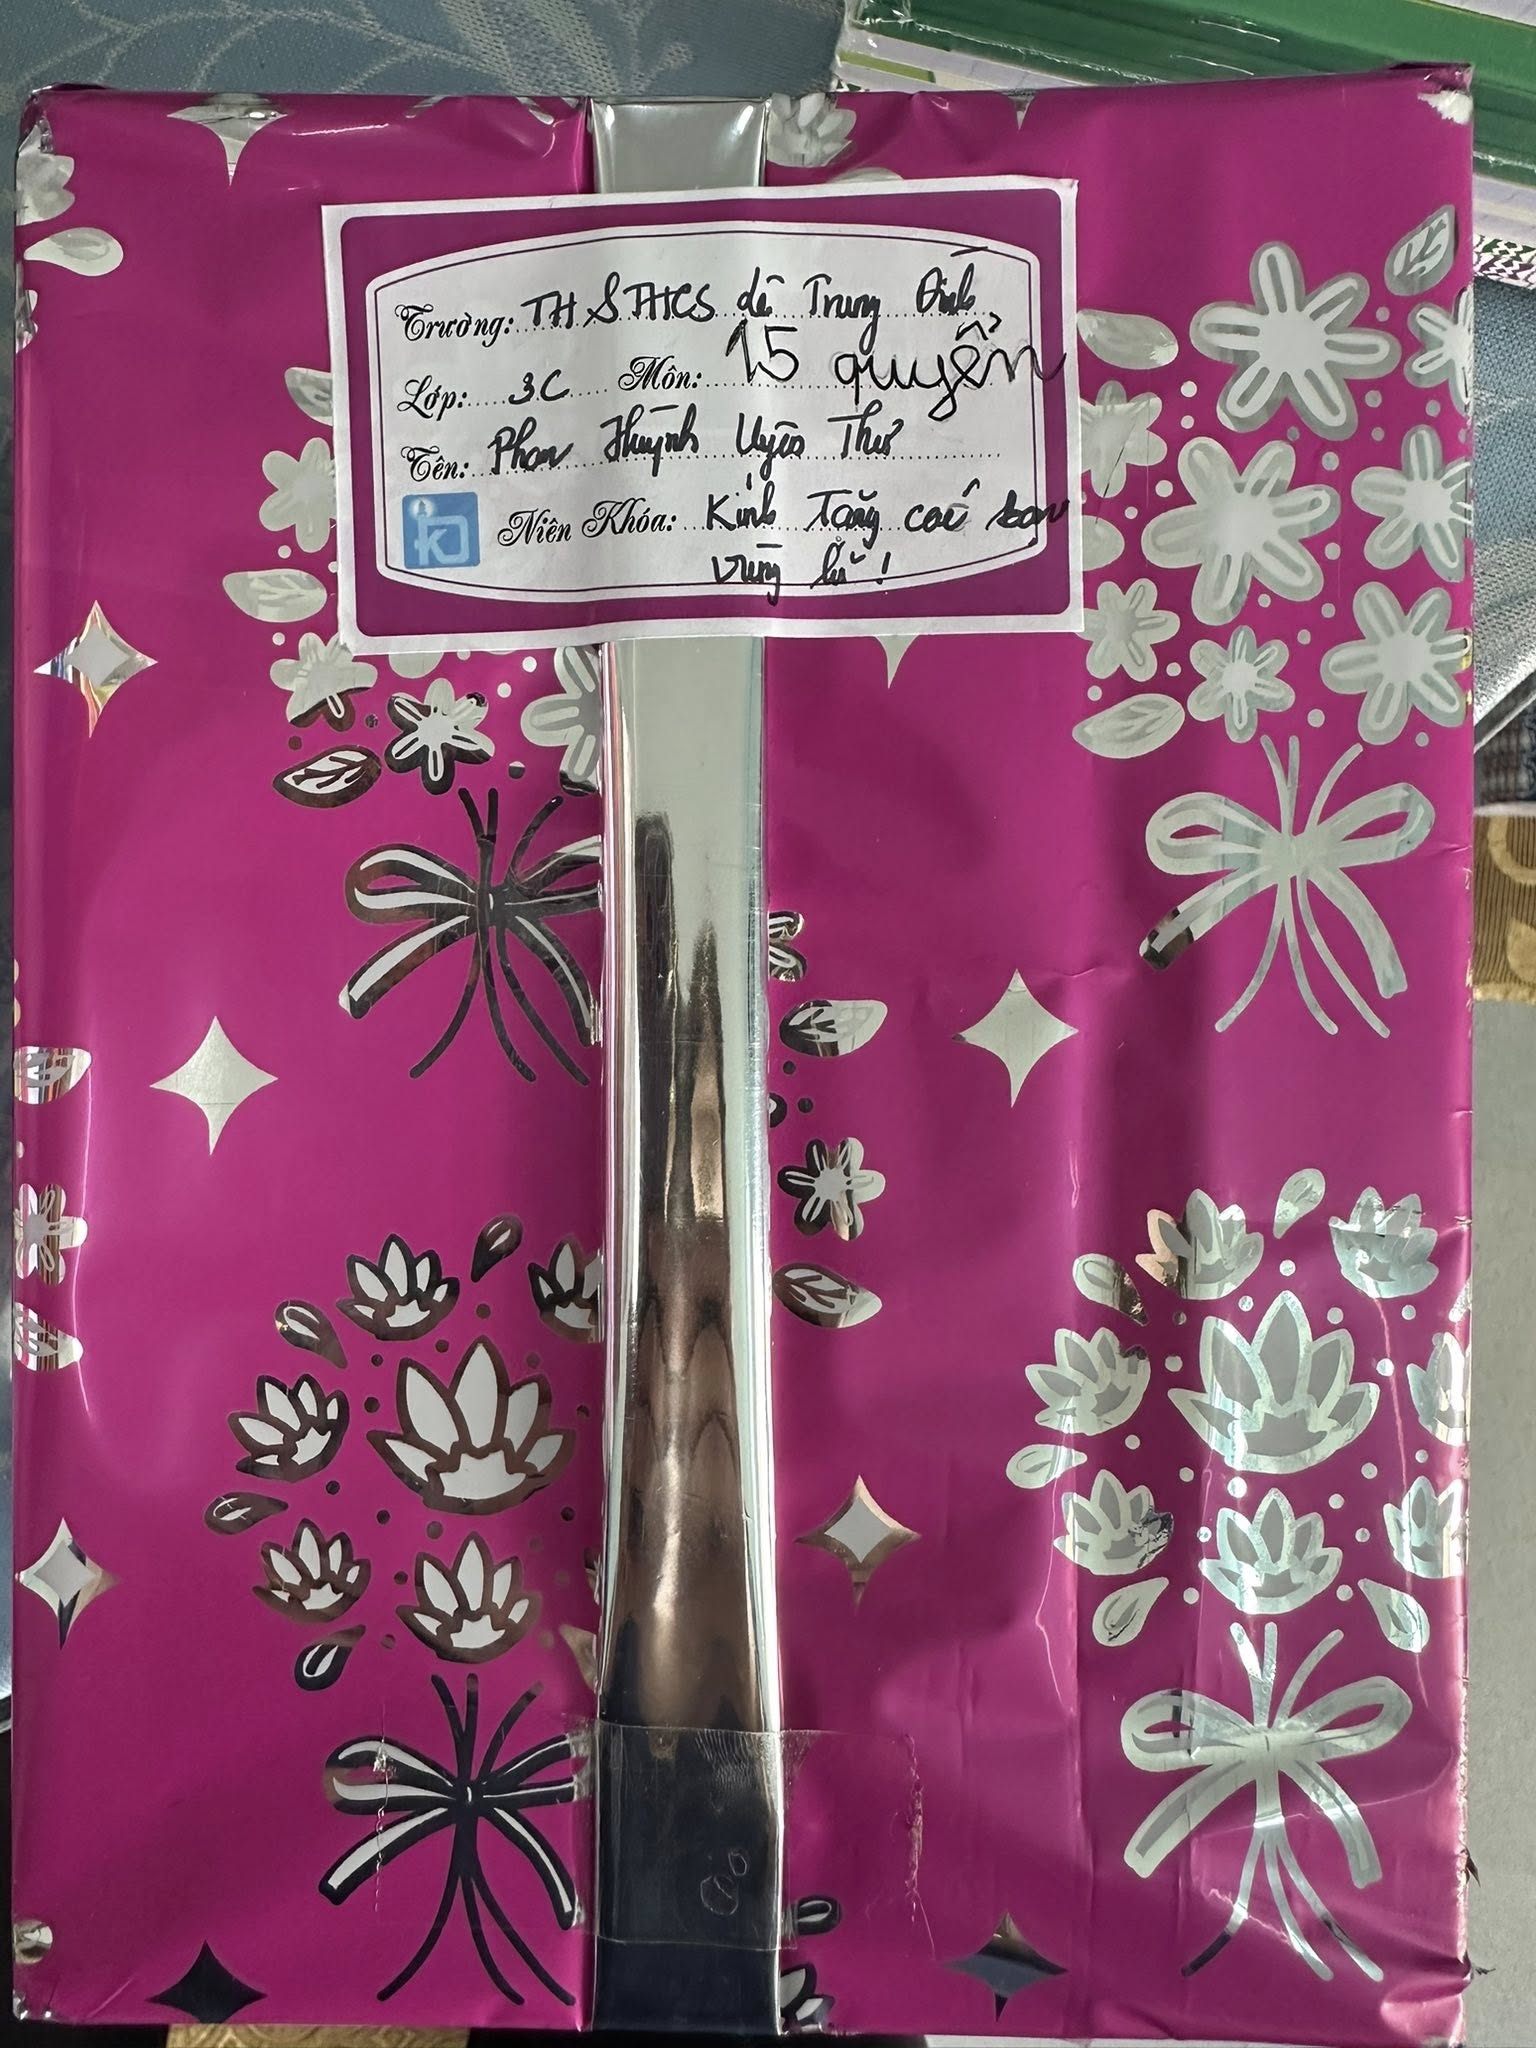 Trường: TH & THCS Lê Trung Đình
Lớp: 3C Môn: 15 quyển
Tên: Phan Huỳnh Uyên Thư
KD Niên Khóa: Kính Tặng các bạn
vùng lũ!